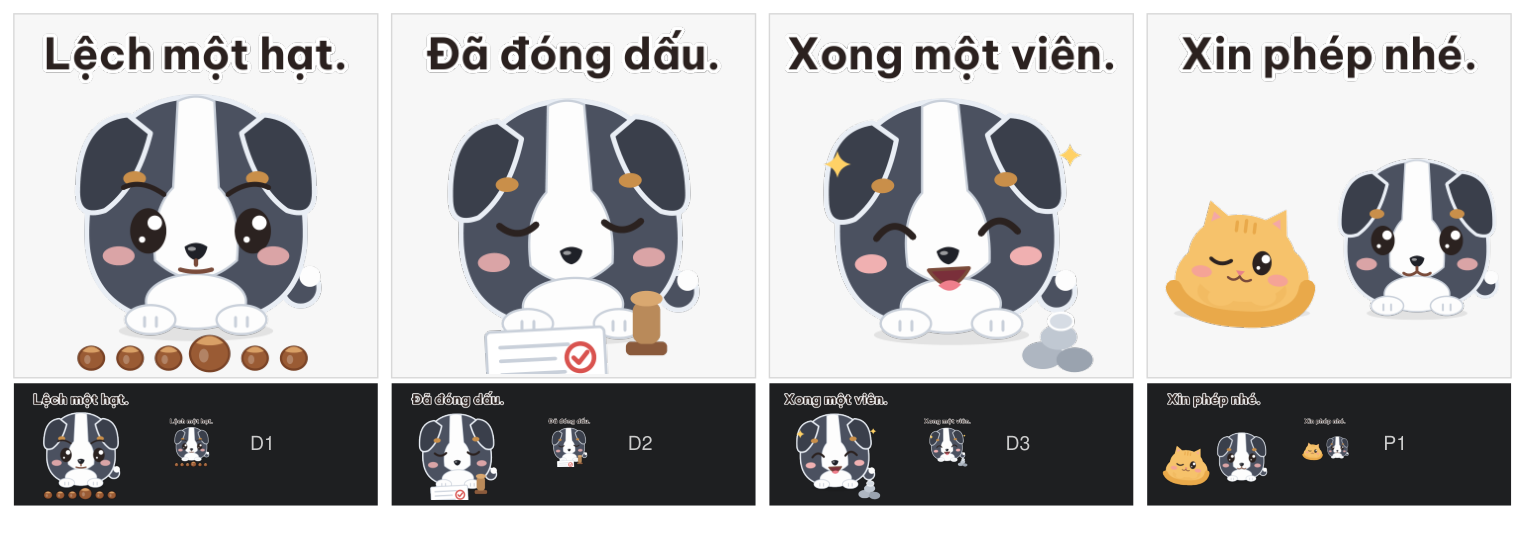 Lệch một hạt.
Đã đóng dấu.
Xong một viên.
Xin phép nhé.
Lệch một hạt.
Lệch một hạt.
D1
Đã đóng dấu.
Đã đóng dấu.
D2
Xong một viên.
Xong một viên.
D3
Xin phép nhé.
Xin phép nhé.
P1